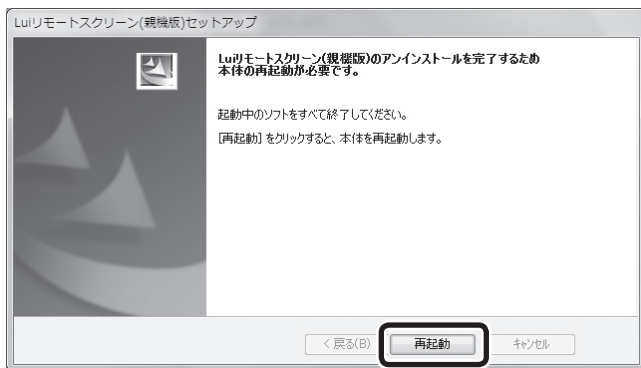 Luiリモートスクリーン(親機版)セットアップ
Luiリモートスクリーン(親機版)のアンインストールを完了するため
本体の再起動が必要です。
起動中のソフトをすべて終了してください。
[再起動] をクリックすると、本体を再起動します。
< 戻る(B)
再起動
キャンセル